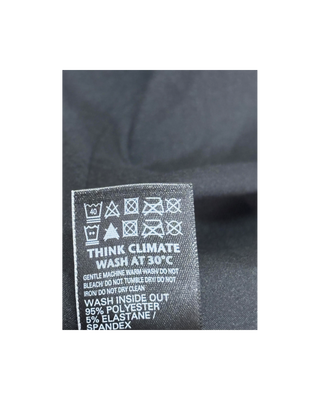 40
THINK CLIMATE
WASH AT 30°C
GENTLE MACHINE WARM WASH/ DO NOT
BLEACH/ DO NOT TUMBLE DRY/ DO NOT
IRON/ DO NOT DRY CLEAN
WASH INSIDE OUT
95% POLYESTER
5% ELASTANE /
SPANDEX